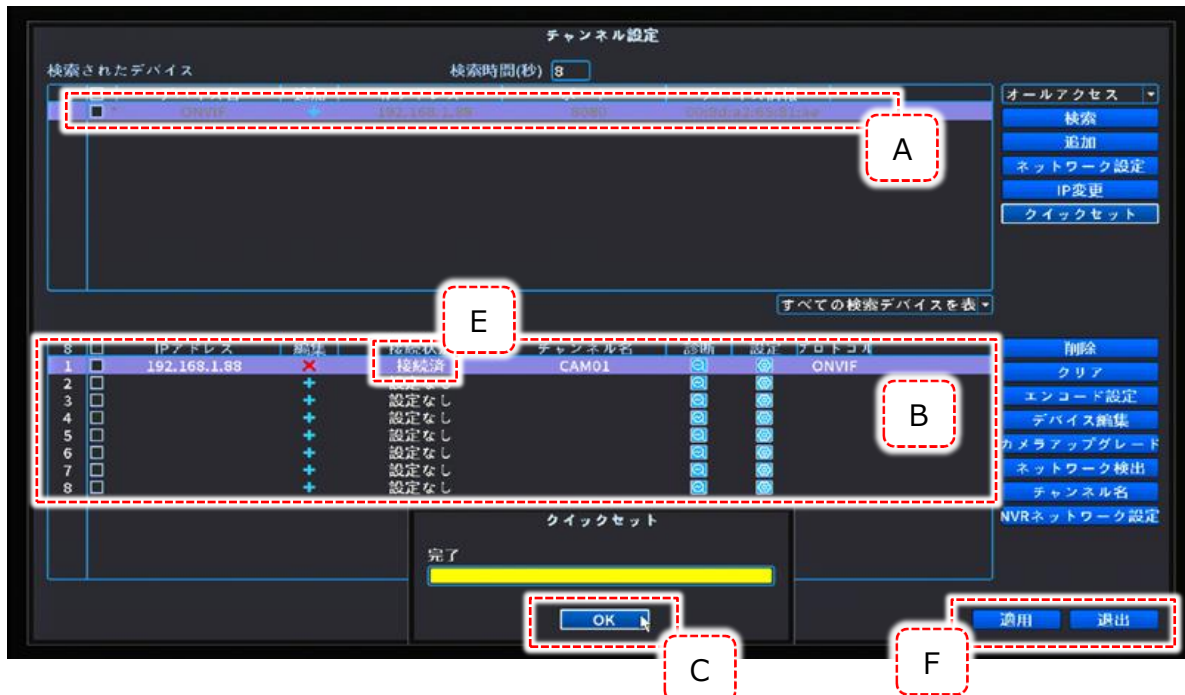 チャンネル設定
検索されたデバイス 検索時間(秒) 8
オールアクセス
ONVIF 192.168.1.88 8080
検索
追加
ネットワーク設定
IP変更
クイックセット
A
すべての検索デバイスを表
E
8 IPアドレス 編集 接続状 チャンネル名 診断 設定 プロトコル
1 192.168.1.88 接続済 CAM01 ONVIF
2 設定なし
3 設定なし
4 設定なし
5 設定なし
6 設定なし
7 設定なし
8 設定なし
B
削除
クリア
エンコード設定
デバイス編集
カメラアップグレード
ネットワーク検出
チャンネル名
NVRネットワーク設定
クイックセット
完了
OK
適用 退出
C
F